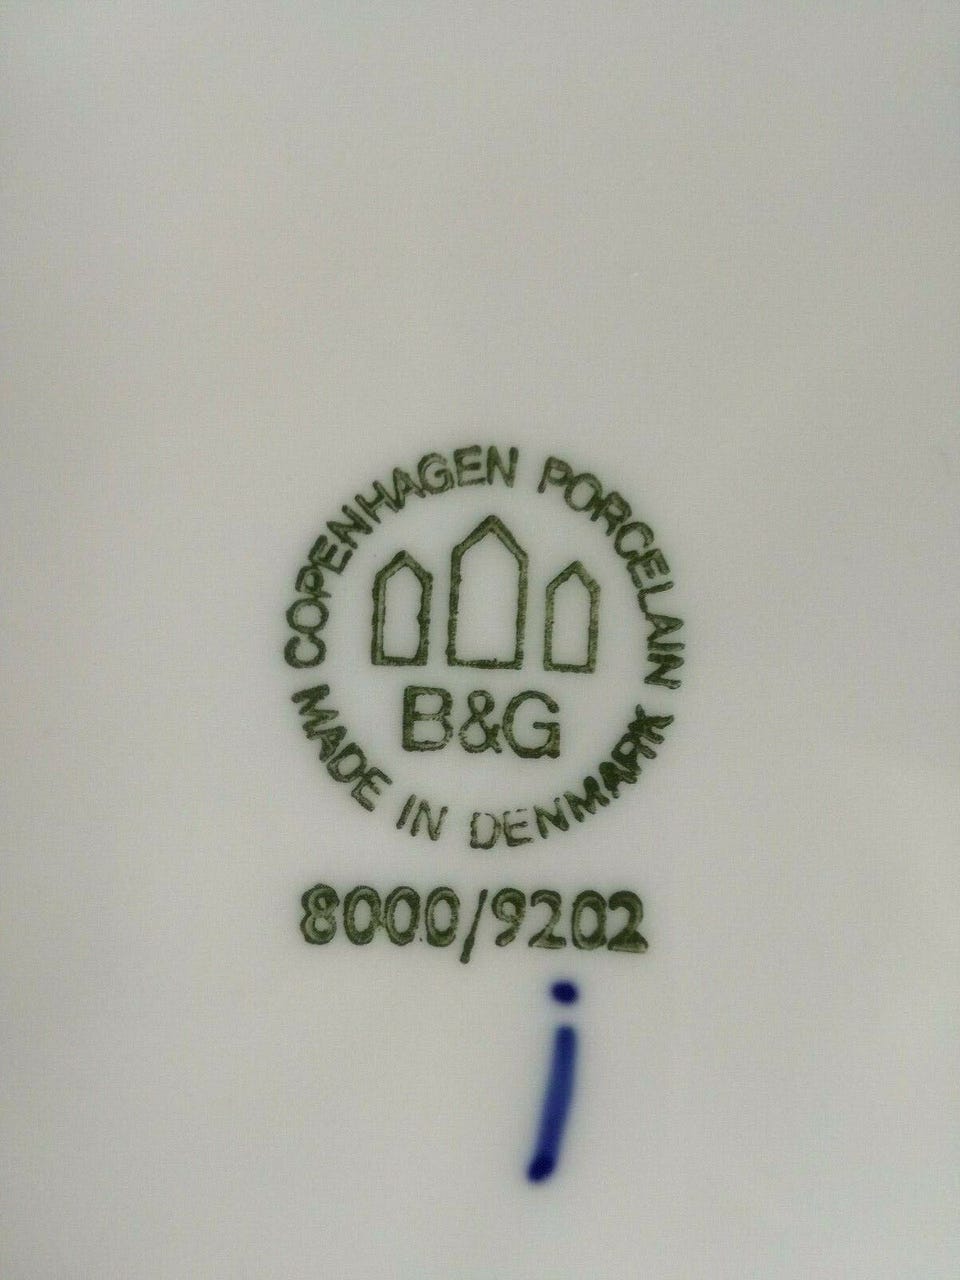 COPENHAGEN PORCELAIN
B&G
MADE IN DENMARK
8000/9202
i